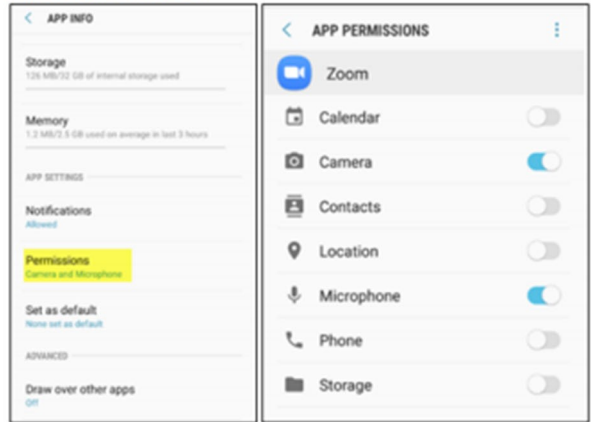 APP INFO
Storage
126 MB/32 GB of internal storage used
Memory
1.2 MB/2.5 GB used on average in last 3 hours
APP SETTINGS
Notifications
Allowed
Permissions
Camera and Microphone
Set as default
None set as default
ADVANCED
Draw over other apps
Off
APP PERMISSIONS
Zoom
Calendar
Camera
Contacts
Location
Microphone
Phone
Storage